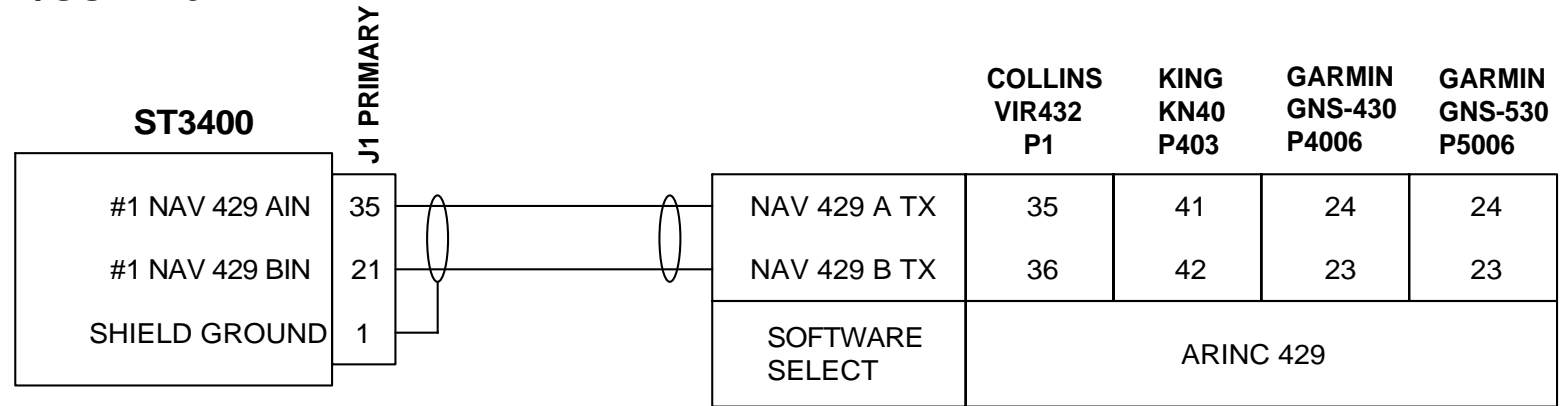 J1 PRIMARY
ST3400
COLLINS VIR432 P1
KING KN40 P403
GARMIN GNS-430 P4006
GARMIN GNS-530 P5006
#1 NAV 429 AIN 35 NAV 429 A TX 35 41 24 24
#1 NAV 429 BIN 21 NAV 429 B TX 36 42 23 23
SHIELD GROUND 1
SOFTWARE SELECT ARINC 429